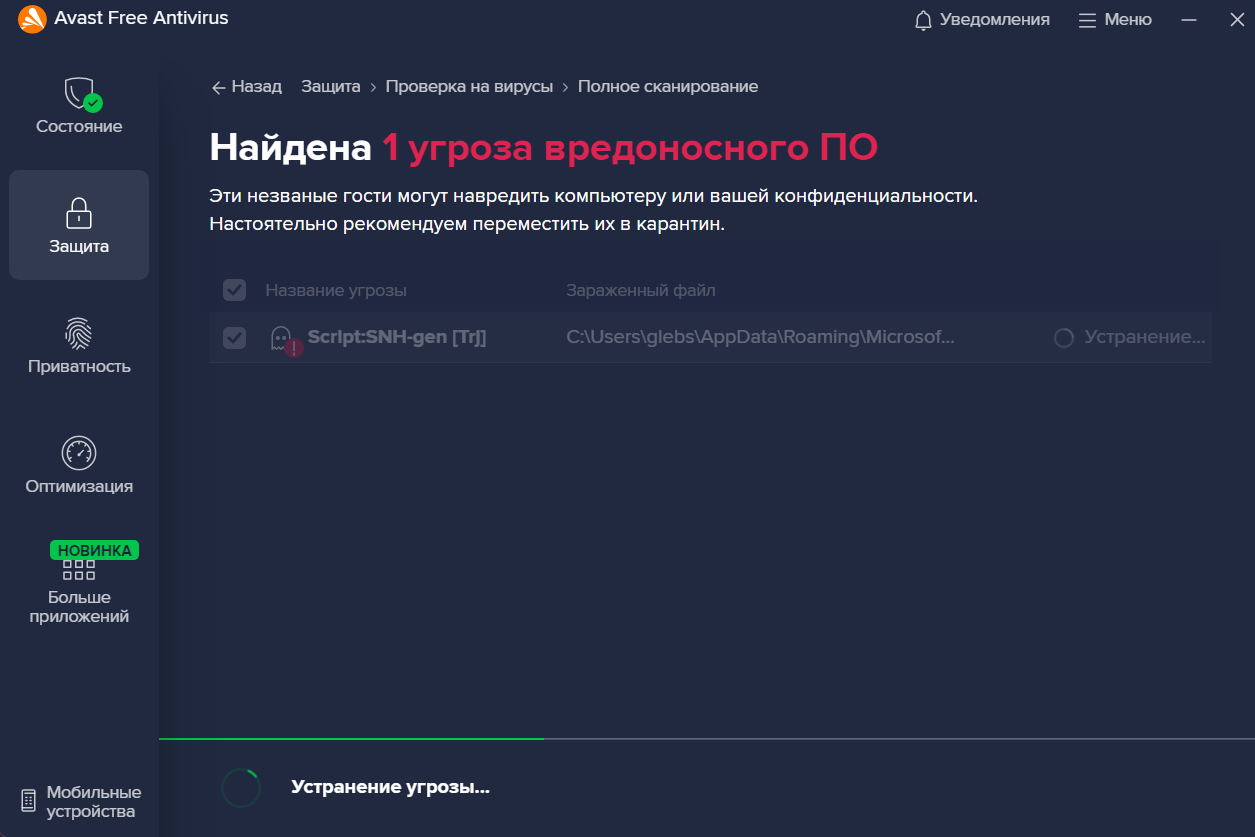 Avast Free Antivirus
Уведомления
Меню
Состояние
Защита
Приватность
Оптимизация
НОВИНКА
Больше
приложений
Мобильные
устройства
Назад Защита > Проверка на вирусы > Полное сканирование
Найдена 1 угроза вредоносного ПО
Эти незваные гости могут навредить компьютеру или вашей конфиденциальности.
Настоятельно рекомендуем переместить их в карантин.
Название угрозы Зараженный файл
Script:SNH-gen [Trj] C:\Users\glebs\AppData\Roaming\Microsof... Устранение...
Устранение угрозы...